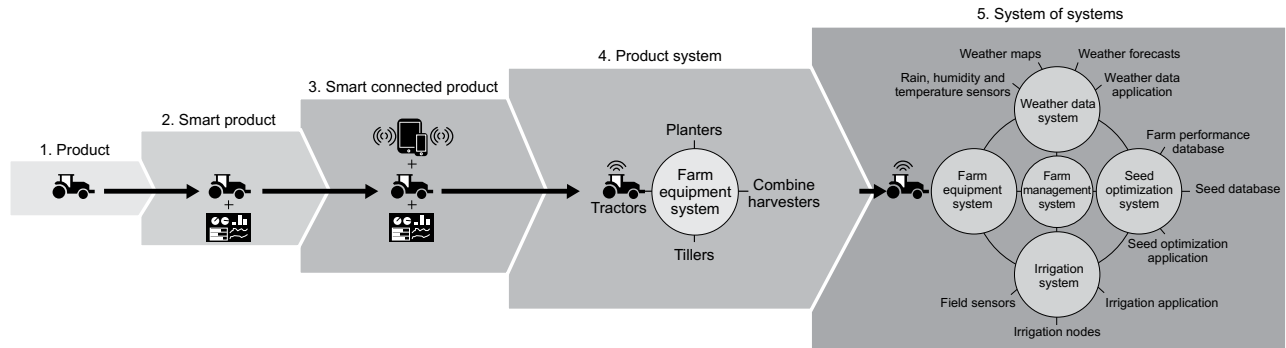 1. Product
2. Smart product
+
3. Smart connected product
+
+
4. Product system
Planters
Tractors
Farm
equipment
system
Combine
harvesters
Tillers
5. System of systems
Weather maps
Weather forecasts
Rain, humidity and
temperature sensors
Weather data
application
Weather data
system
Farm performance
database
Farm
equipment
system
Farm
management
system
Seed
optimization
system
Seed database
Seed optimization
application
Irrigation
system
Field sensors
Irrigation application
Irrigation nodes